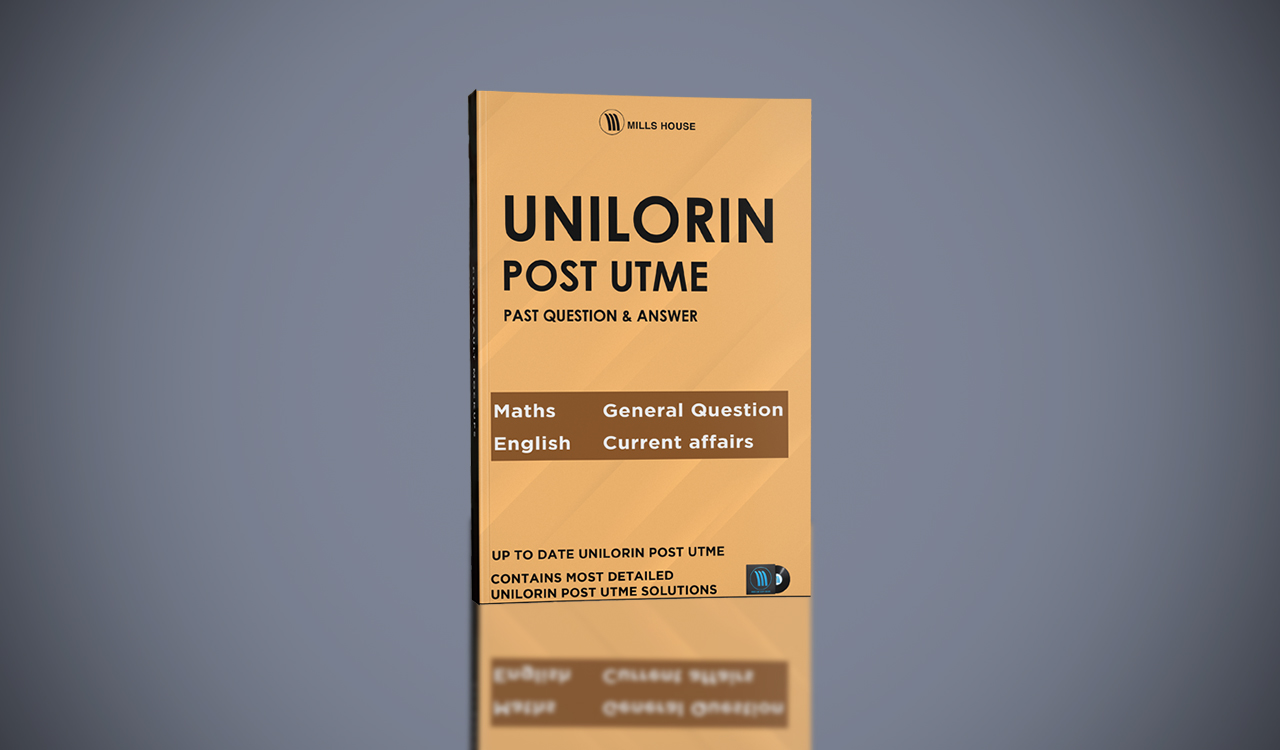 MILLS HOUSE
UNILORIN
POST UTME
PAST QUESTION & ANSWER
Maths General Question
English Current affairs
UP TO DATE UNILORIN POST UTME
CONTAINS MOST DETAILED
UNILORIN POST UTME SOLUTIONS